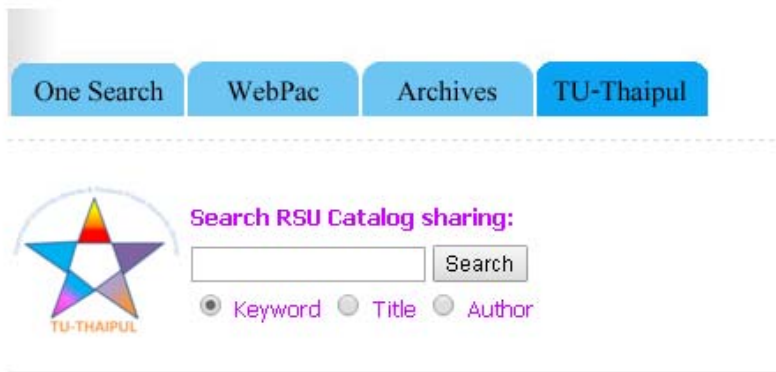 One Search WebPac Archives TU-Thaipul
Search RSU Catalog sharing:
Search
Keyword Title Author
TU-THAIPUL